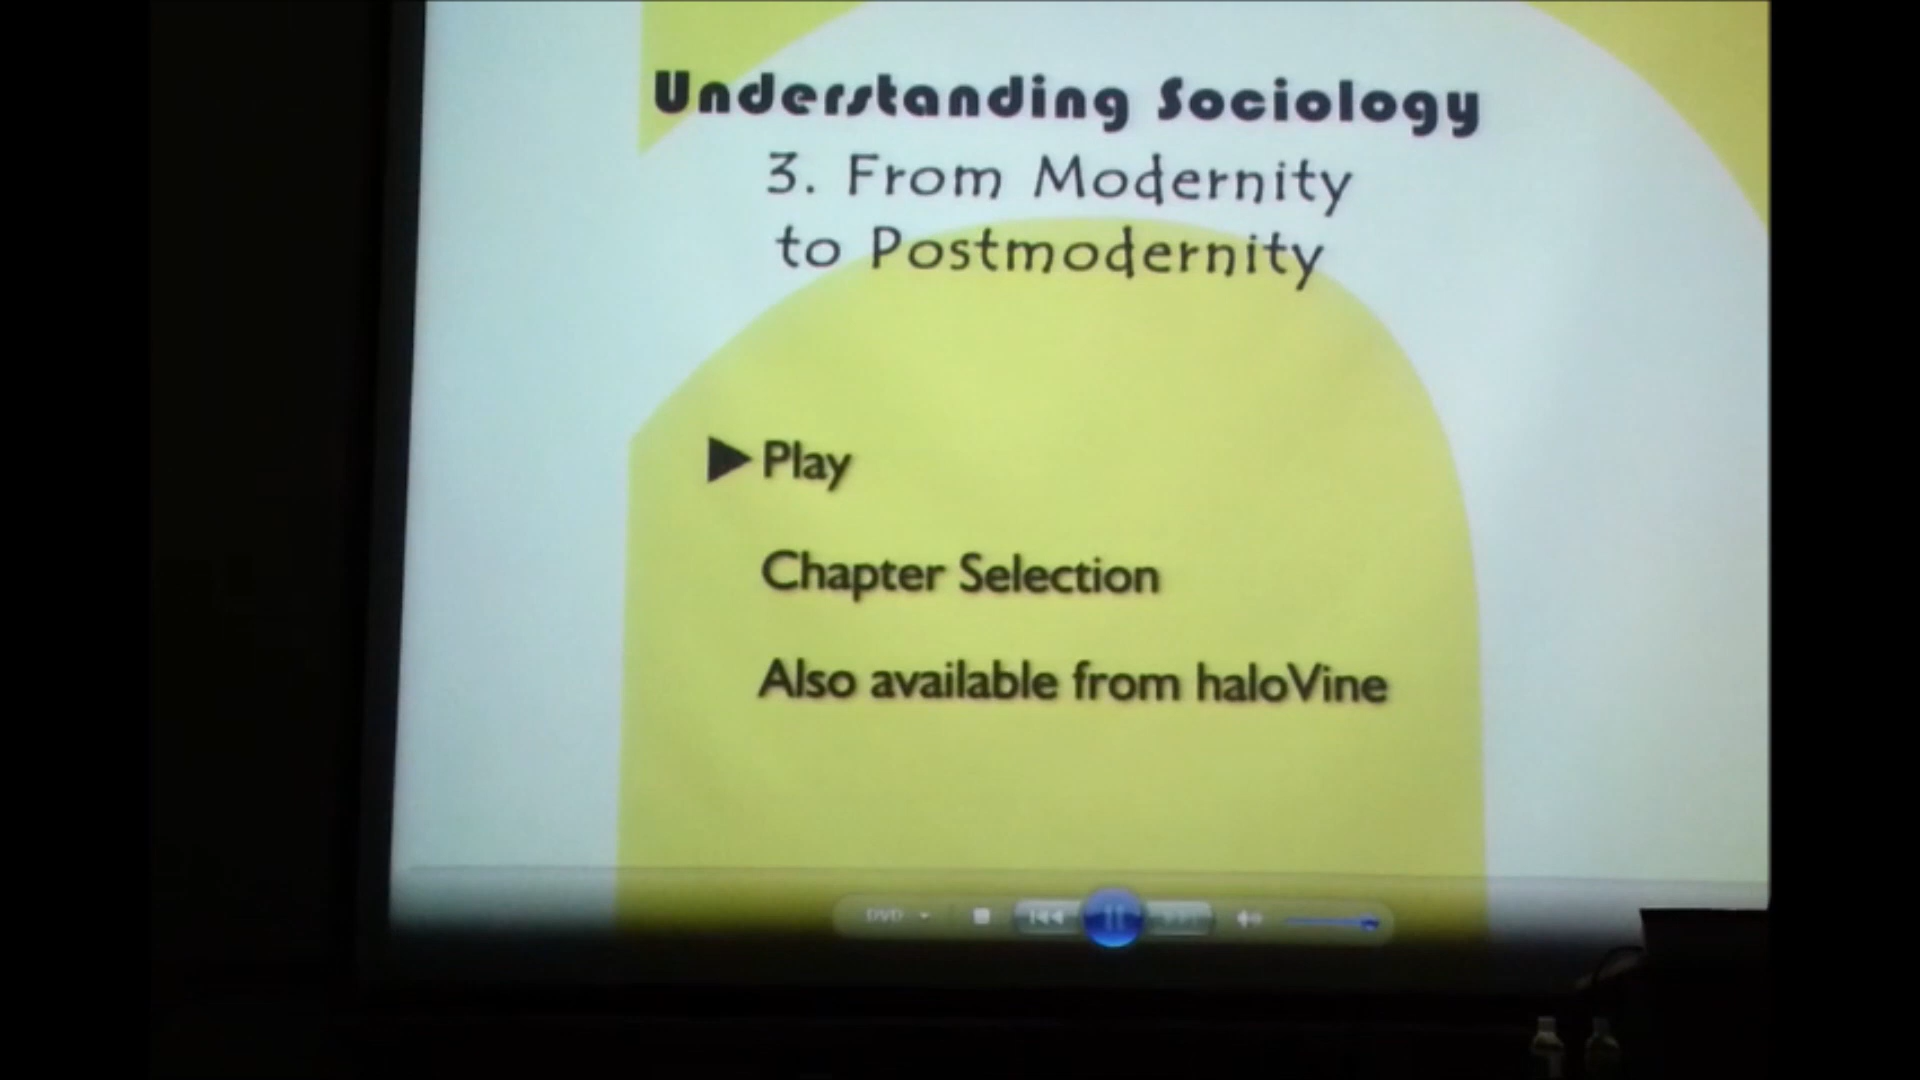 Understanding Sociology
3. From Modernity
to Postmodernity
Play
Chapter Selection
Also available from haloVine
DVD